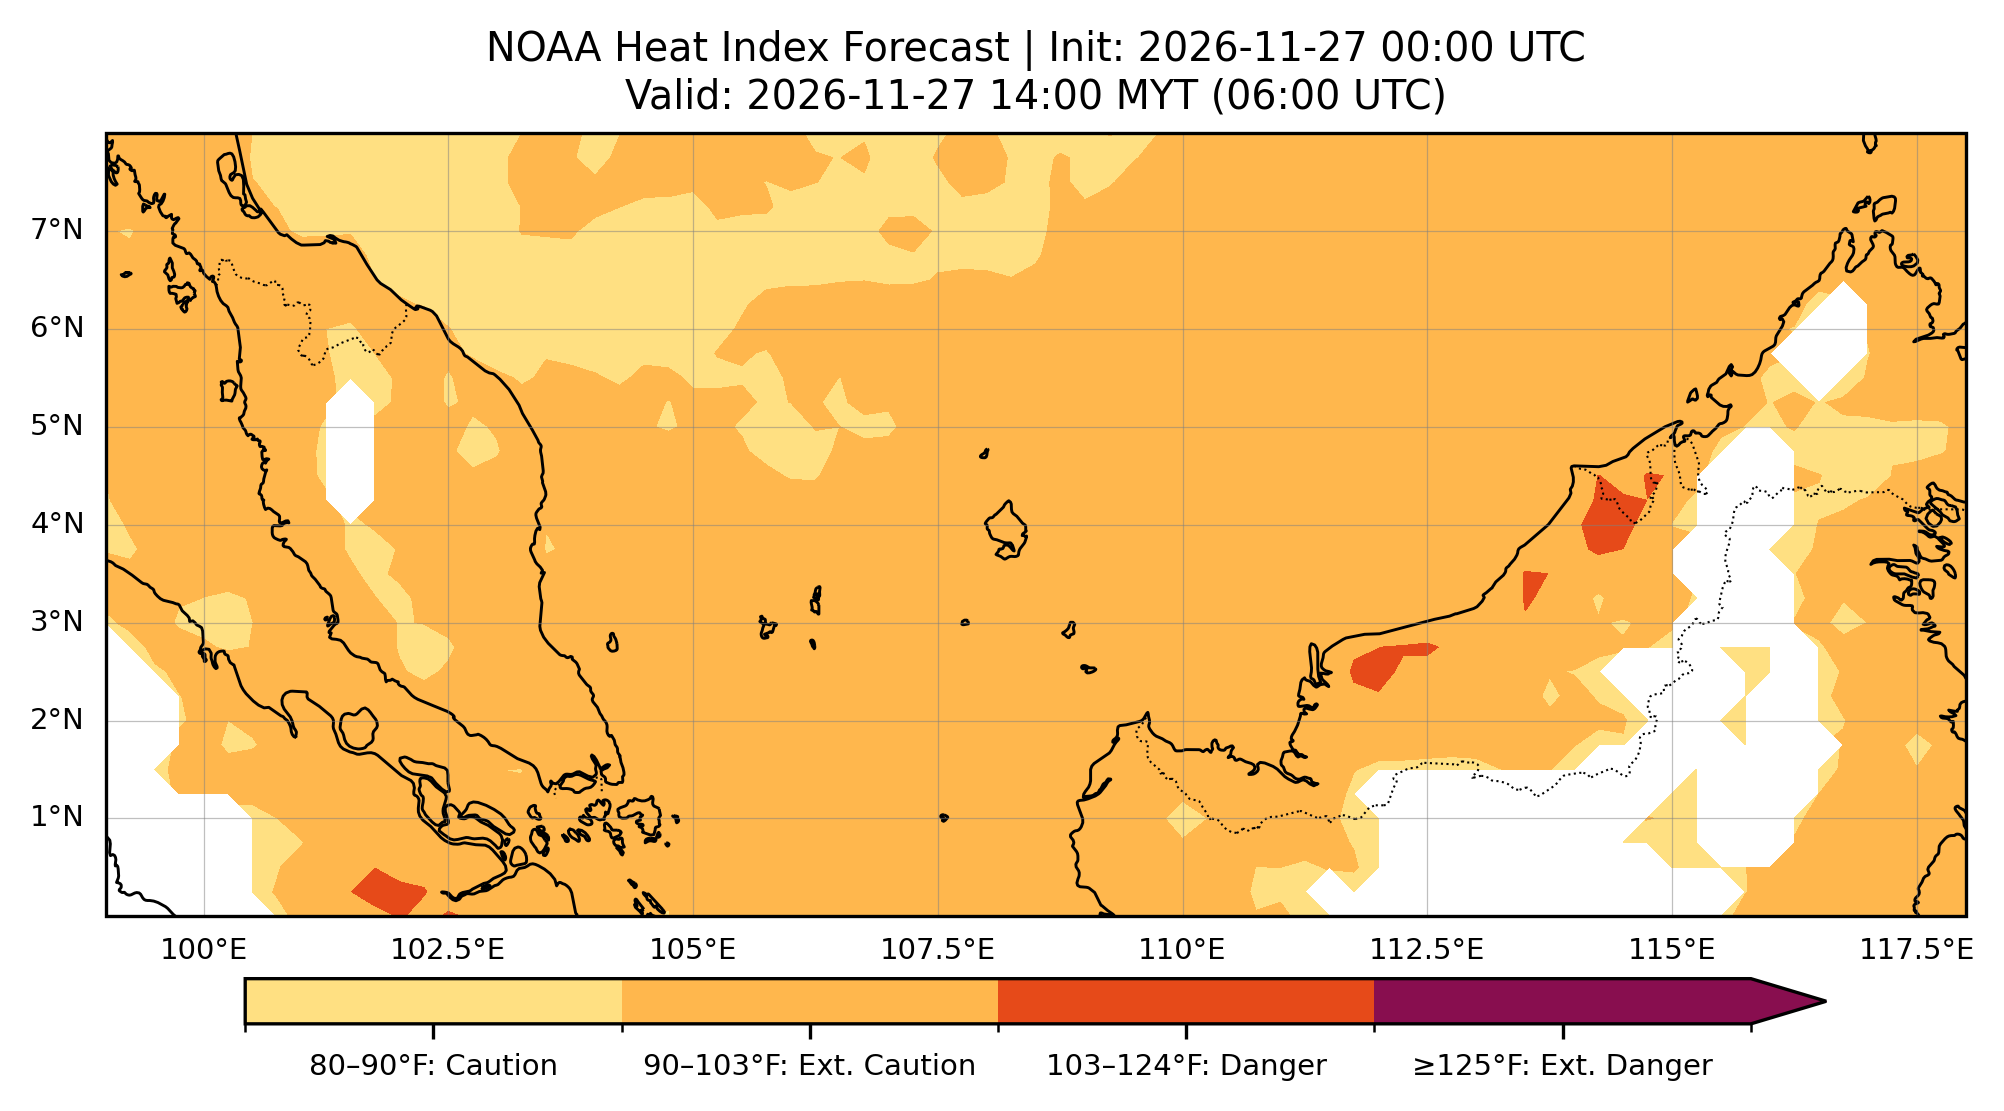 NOAA Heat Index Forecast | Init: 2026-11-27 00:00 UTC
Valid: 2026-11-27 14:00 MYT (06:00 UTC)
7°N
6°N
5°N
4°N
3°N
2°N
1°N
100°E 102.5°E 105°E 107.5°E 110°E 112.5°E 115°E 117.5°E
80–90°F: Caution 90–103°F: Ext. Caution 103–124°F: Danger ≥125°F: Ext. Danger